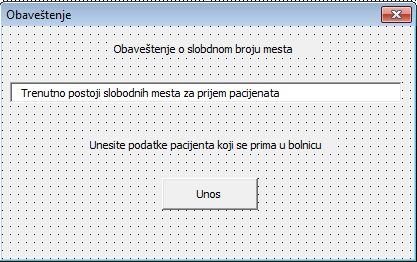 Obaveštenje
Obaveštenje o slobdnom broju mesta
Trenutno postoji slobodnih mesta za prijem pacijenata
Unesite podatke pacijenta koji se prima u bolnicu
Unos